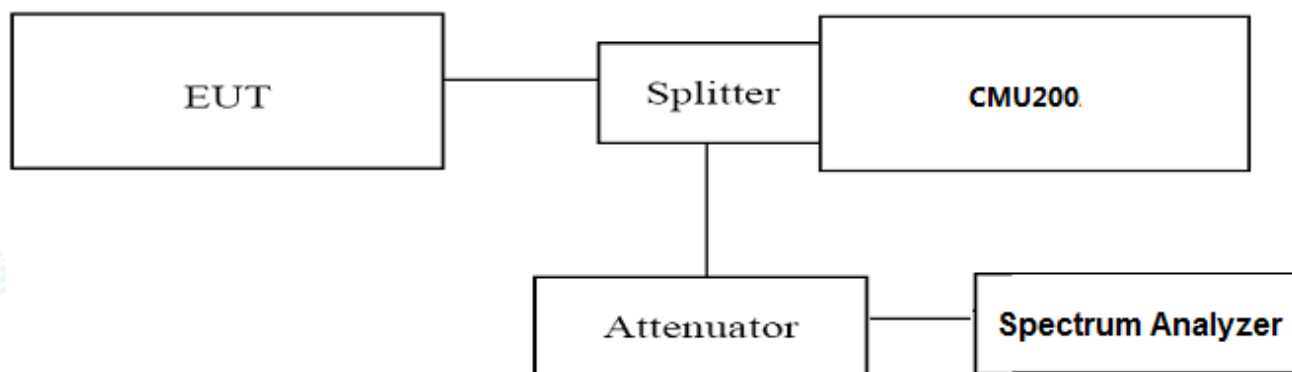 EUT
Splitter
CMU200.
Attenuator
Spectrum Analyzer